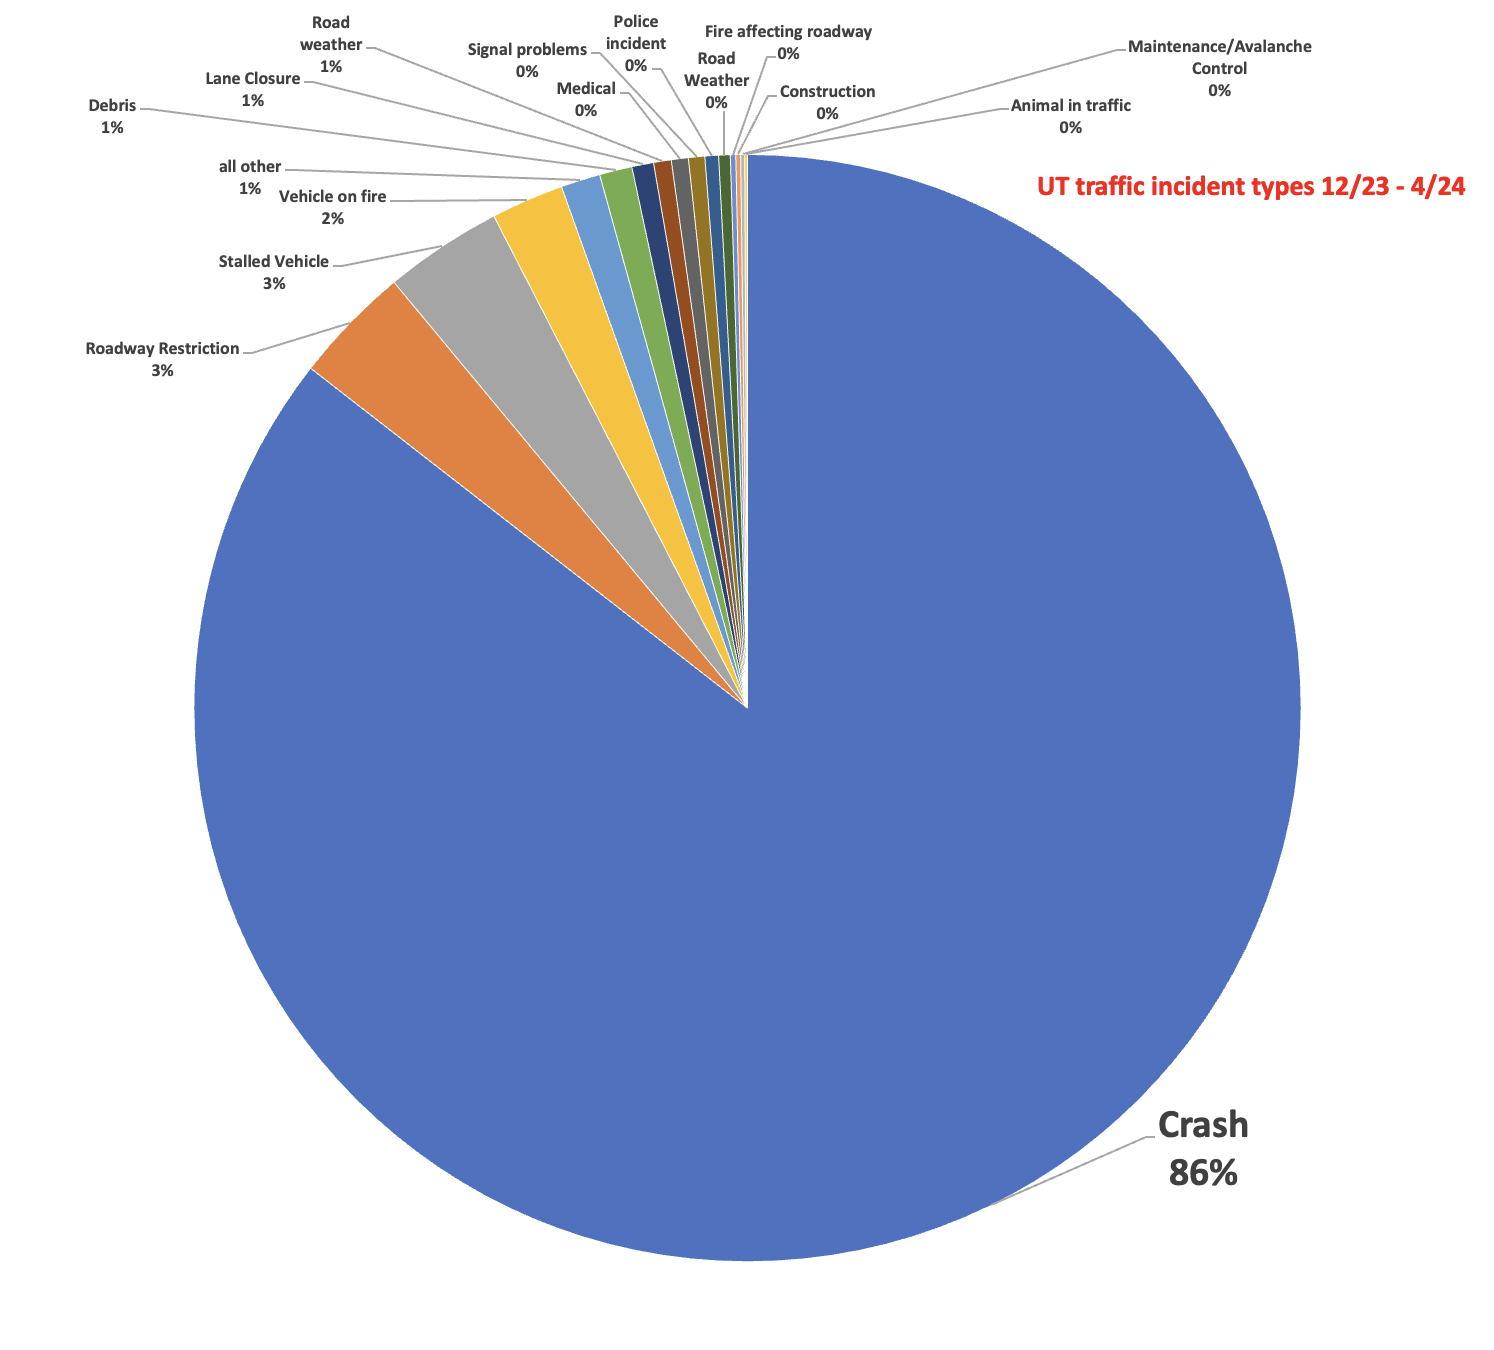 UT traffic incident types 12/23 - 4/24
Road
weather
1%
Police
incident
0%
Fire affecting roadway
0%
Signal problems
0%
Road
Weather
0%
Maintenance/Avalanche
Control
0%
Lane Closure
1%
Medical
0%
Construction
0%
Debris
1%
Animal in traffic
0%
all other
1%
Vehicle on fire
2%
Stalled Vehicle
3%
Roadway Restriction
3%
Crash
86%